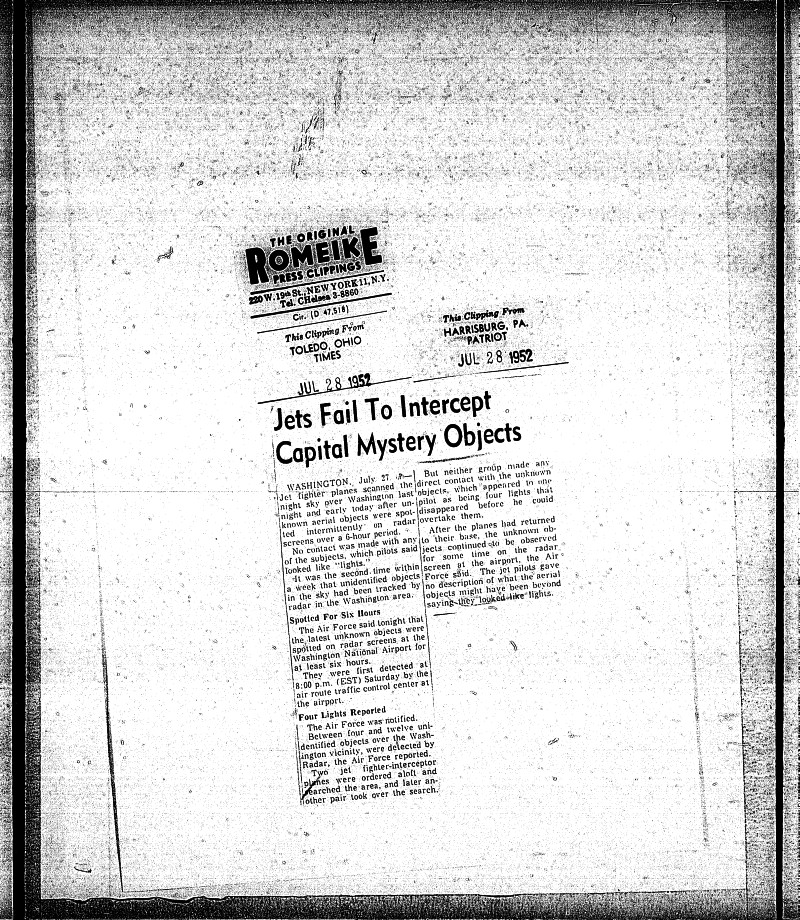 THE ORIGINAL
ROMEIKE
PRESS CLIPPINGS
220 W. 19th St., NEW YORK 11, N.Y.
Tel. CHelsea 3-8860
Cir. (D 47,518)
This Clipping From
TOLEDO, OHIO
TIMES
JUL 28 1952
This Clipping From
HARRISBURG, PA.
PATRIOT
JUL 28 1952
Jets Fail To Intercept
Capital Mystery Objects
WASHINGTON, July 27
Jet fighter planes scanned the
night sky over Washington last
night and early today after un-
known aerial objects were spot-
ted intermittently on radar
screens over a 6-hour period.
No contact was made with any
of the subjects, which pilots said
looked like "lights."
It was the second time within
a week that unidentified objects
in the sky had been tracked by
radar in the Washington area.
Spotted For Six Hours
The Air Force said tonight that
the latest unknown objects were
spotted on radar screens at the
Washington National Airport for
at least six hours.
They were first detected at
8:00 p.m. (EST) Saturday by the
air route traffic control center at
the airport.
Four Lights Reported
The Air Force was notified.
Between four and twelve uni-
dentified objects over the Wash-
ington vicinity, were detected by
Radar, the Air Force reported.
Two jet fighter-interceptor
planes were ordered aloft and
searched the area, and later an-
other pair took over the search.
But neither group made any
direct contact with the unknown
objects, which appeared to one
pilot as being four lights that
disappeared before he could
overtake them.
After the planes had returned
to their base, the unknown ob-
jects continued to be observed
for some time on the radar
screen at the airport, the Air
Force said. The jet pilots gave
no description of what the aerial
objects might have been beyond
saying they looked like lights.